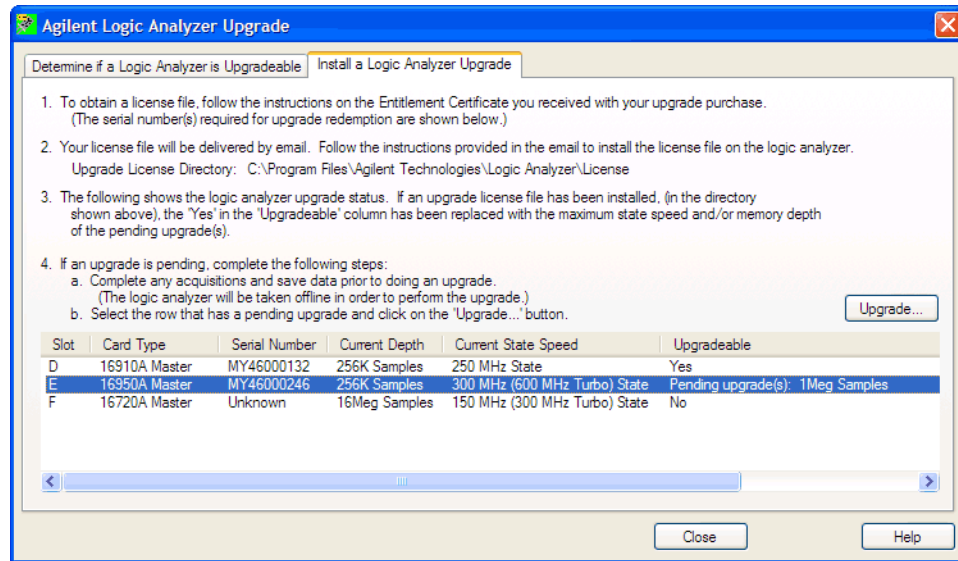 Agilent Logic Analyzer Upgrade
Determine if a Logic Analyzer is Upgradeable Install a Logic Analyzer Upgrade
1. To obtain a license file, follow the instructions on the Entitlement Certificate you received with your upgrade purchase.
(The serial number(s) required for upgrade redemption are shown below.)
2. Your license file will be delivered by email. Follow the instructions provided in the email to install the license file on the logic analyzer.
Upgrade License Directory: C:\Program Files\Agilent Technologies\Logic Analyzer\License
3. The following shows the logic analyzer upgrade status. If an upgrade license file has been installed, (in the directory
shown above), the 'Yes' in the 'Upgradeable' column has been replaced with the maximum state speed and/or memory depth
of the pending upgrade(s).
4. If an upgrade is pending, complete the following steps:
a. Complete any acquisitions and save data prior to doing an upgrade.
(The logic analyzer will be taken offline in order to perform the upgrade.)
b. Select the row that has a pending upgrade and click on the 'Upgrade...' button.
Upgrade...
Slot Card Type Serial Number Current Depth Current State Speed Upgradeable
D 16910A Master MY46000132 256K Samples 250 MHz State Yes
E 16950A Master MY46000246 256K Samples 300 MHz (600 MHz Turbo) State Pending upgrade(s): 1Meg Samples
F 16720A Master Unknown 16Meg Samples 150 MHz (300 MHz Turbo) State No
Close Help